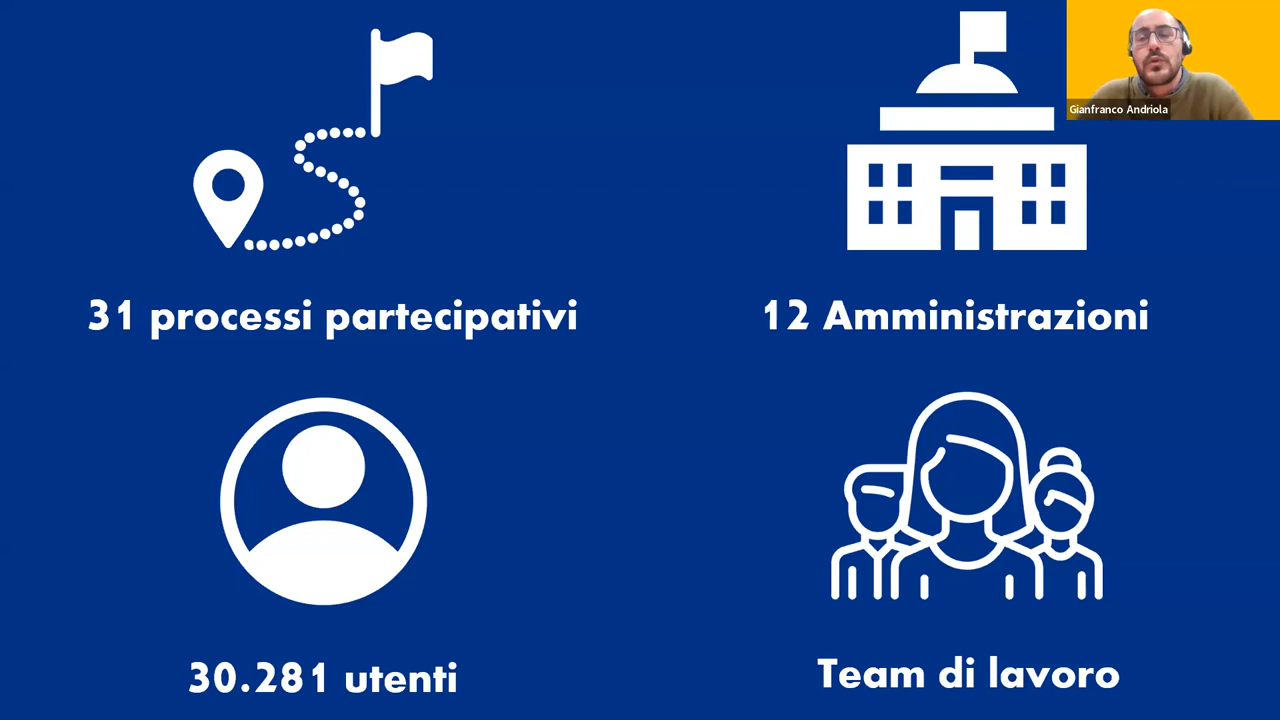 Gianfranco Andriola
31 processi partecipativi
12 Amministrazioni
30.281 utenti
Team di lavoro